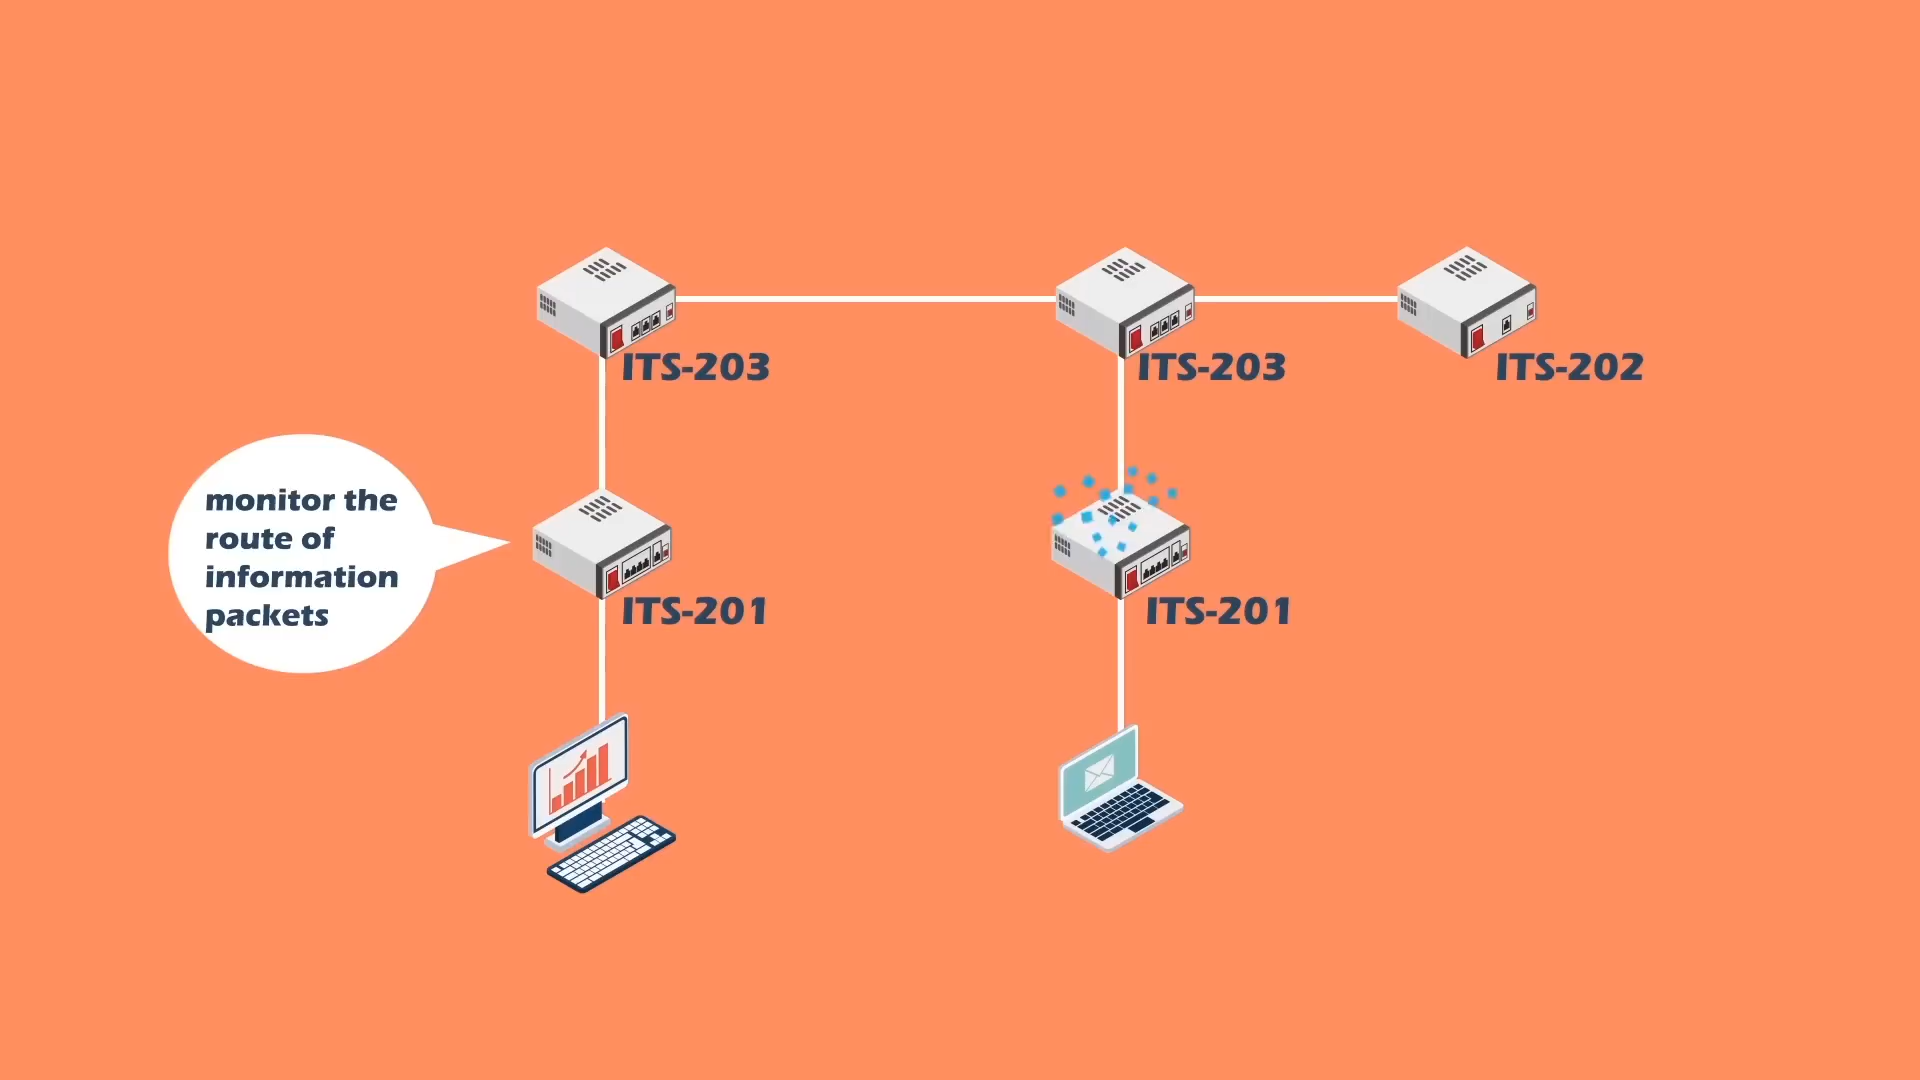 ITS-203
ITS-203
ITS-202
monitor the
route of
information
packets
ITS-201
ITS-201